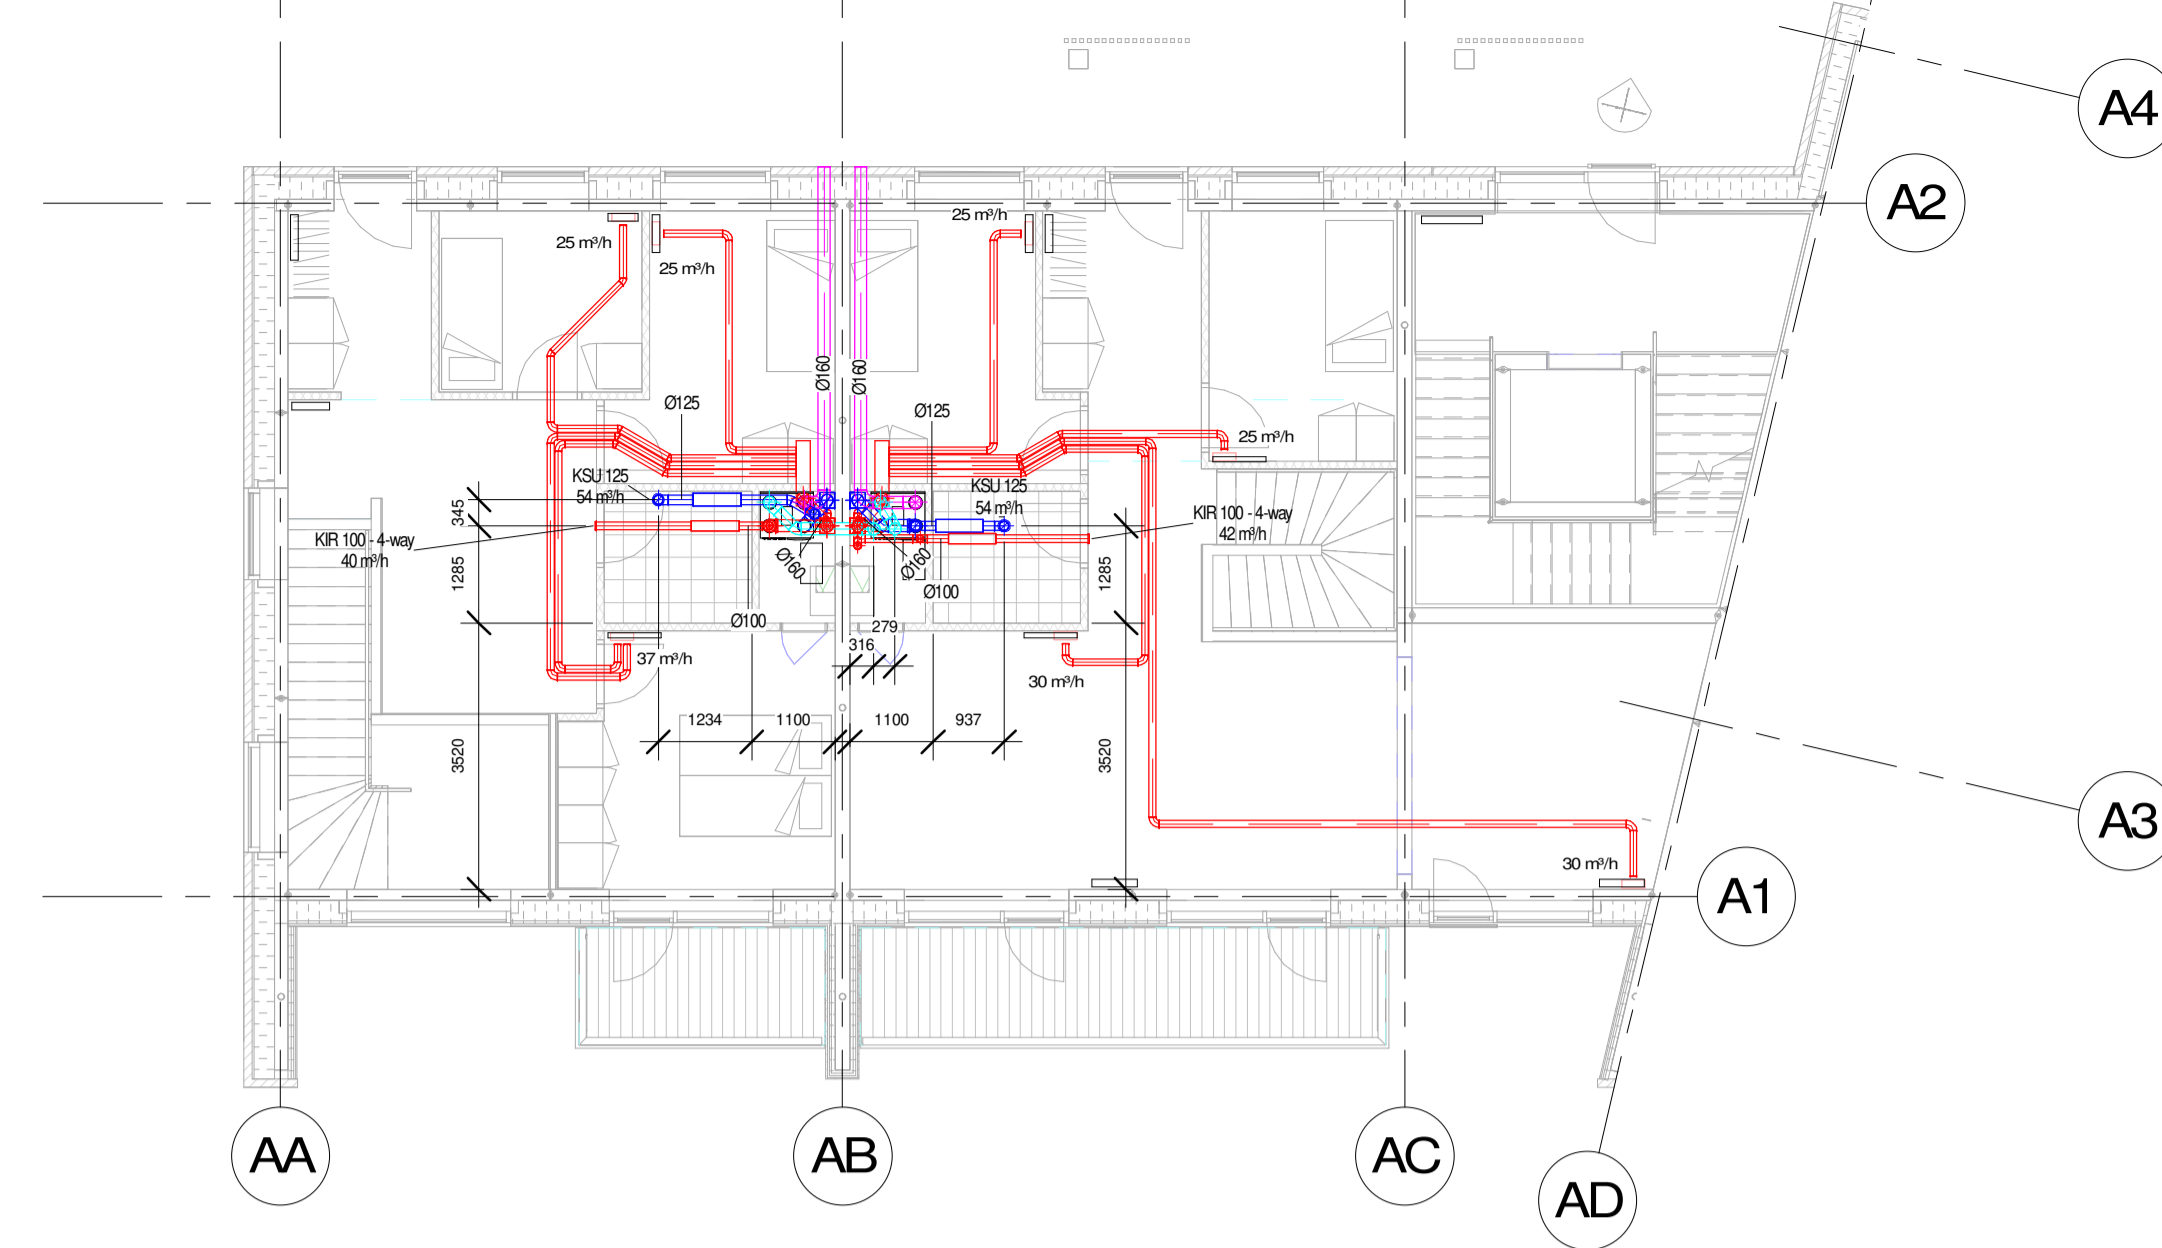 A4
A2
25 m³/h
25 m³/h
25 m³/h
Ø160
Ø160
Ø125
Ø125
25 m³/h
KSU 125
54 m³/h
KSU 125
54 m³/h
345
KIR 100 - 4-way
40 m³/h
KIR 100 - 4-way
42 m³/h
Ø160
Ø160
1285
1285
Ø100
Ø100
279
316
37 m³/h
30 m³/h
1234
1100
1100
937
3520
3520
A3
30 m³/h
A1
AA
AB
AC
AD